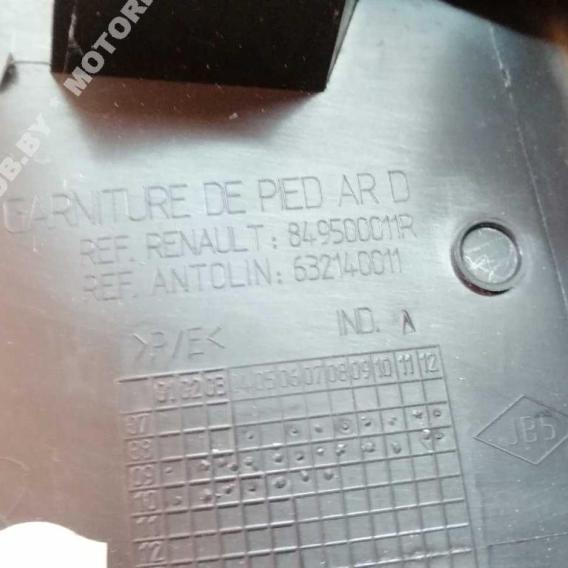 GARNITURE DE PIED AR D
REF. RENAULT: 849500011R
REF. ANTOLIN: 632140011
IND. A
>P/E<
01 02 03 04 05 06 07 08 09 10 11 12
07
08
09
10
11
12
JB5